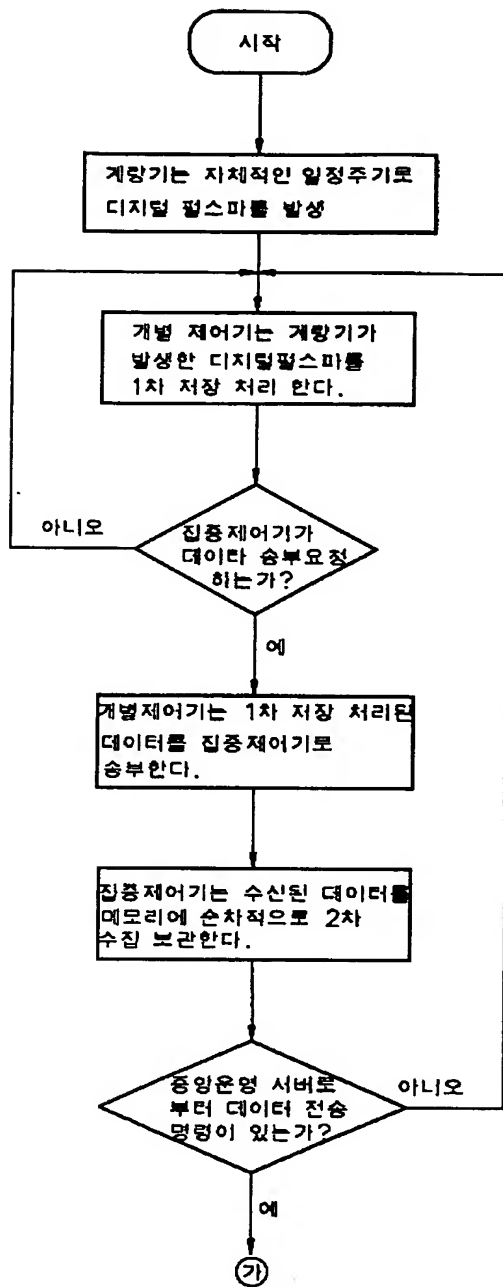 시작
계량기는 자체적인 일정주기로
디지털 펄스파를 발생
개별 제어기는 계량기가
발생한 디지털펄스파를
1차 저장 처리 한다.
집중제어기가
데이타 송부요청
하는가?
아니오
예
개별제어기는 1차 저장 처리된
데이터를 집중제어기로
송부한다.
집중제어기는 수신된 데이터를
메모리에 순차적으로 2차
수집 보관한다.
중앙운영 서버로
부터 데이터 전송
명령이 있는가?
아니오
예
가